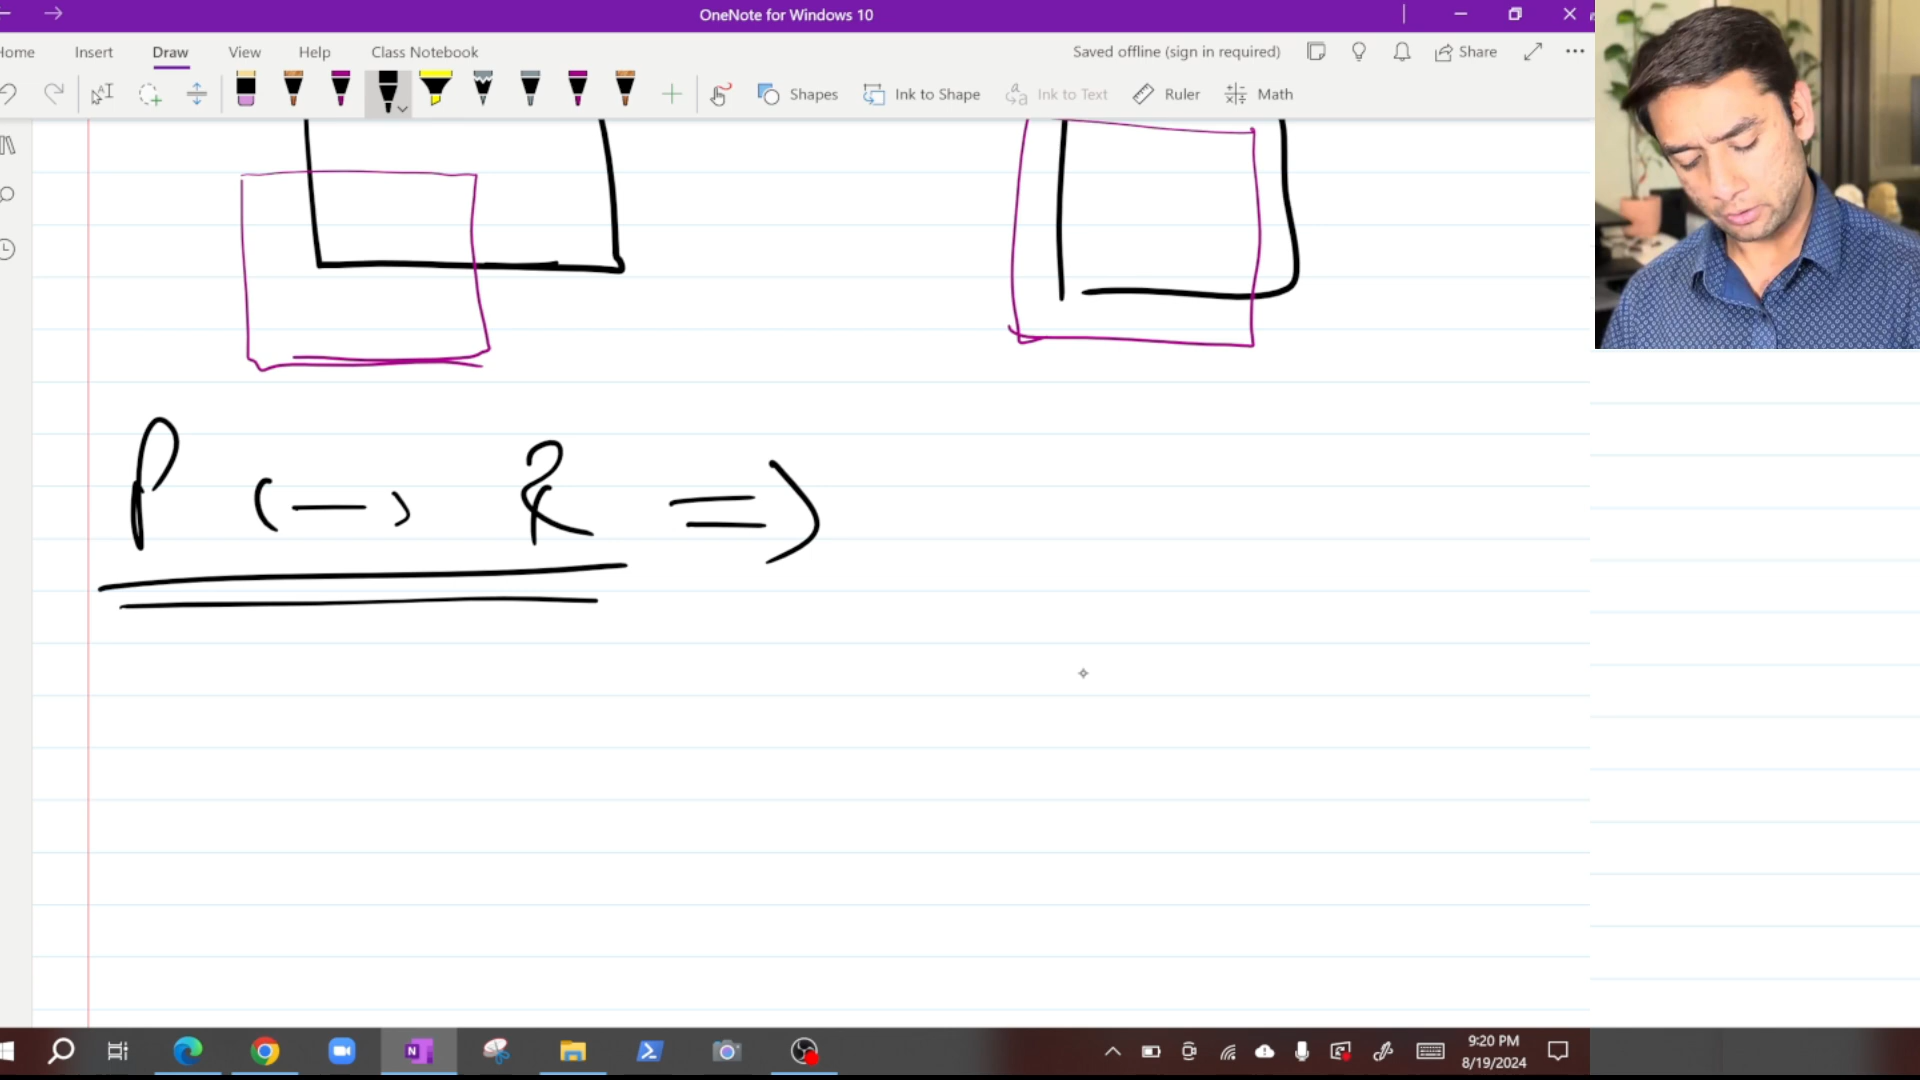 OneNote for Windows 10
Home Insert Draw View Help Class Notebook Saved offline (sign in required) Share
Shapes Ink to Shape Ink to Text Ruler Math
P <-> R =>
9:20 PM
8/19/2024